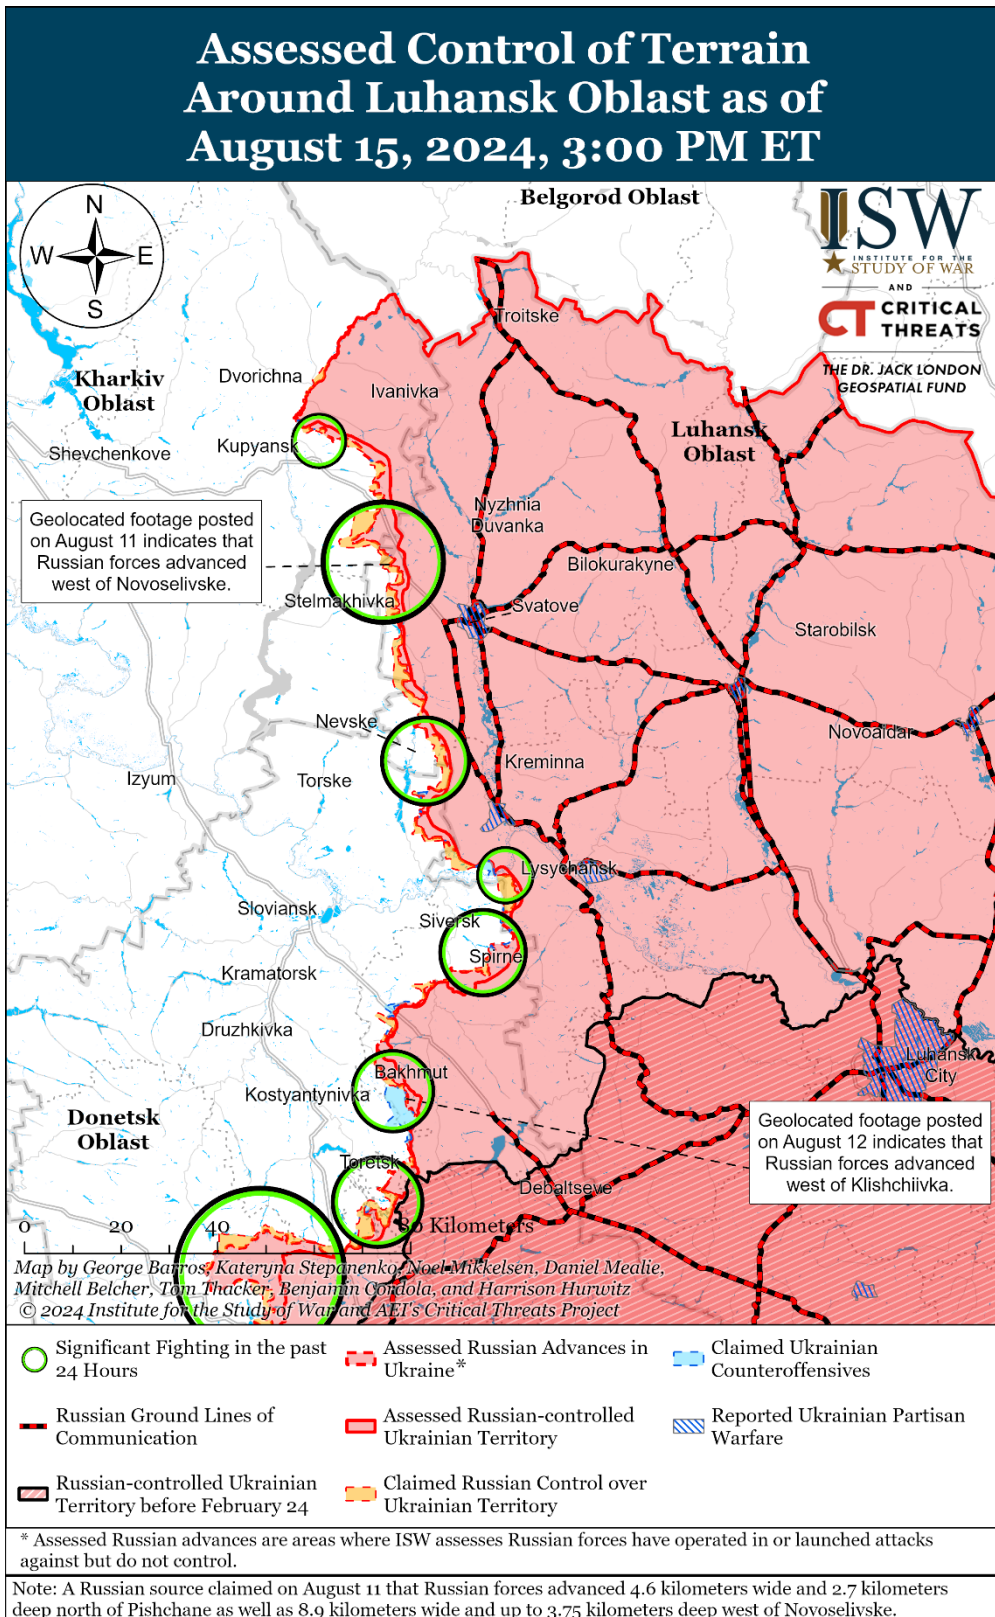 Assessed Control of Terrain
Around Luhansk Oblast as of
August 15, 2024, 3:00 PM ET
Belgorod Oblast
N
W
E
S
ISW
INSTITUTE FOR THE
STUDY OF WAR
AND
CT CRITICAL
THREATS
THE DR. JACK LONDON
GEOSPATIAL FUND
Troitske
Kharkiv
Oblast
Dvorichna
Ivanivka
Luhansk
Oblast
Shevchenkove
Kupyansk
Geolocated footage posted
on August 11 indicates that
Russian forces advanced
west of Novoselivske.
Nyzhnia
Duvanka
Bilokurakyne
Stelmakhivka
Svatove
Starobilsk
Nevske
Novoaidar
Izyum
Torske
Kreminna
Lysychansk
Sloviansk
Siversk
Spirne
Kramatorsk
Druzhkivka
Luhansk
City
Bakhmut
Kostyantynivka
Donetsk
Oblast
Geolocated footage posted
on August 12 indicates that
Russian forces advanced
west of Klishchiivka.
Toretsk
Debaltseve
0 20 40 80 Kilometers
Map by George Barros, Kateryna Stepanenko, Noel Mikkelsen, Daniel Mealie,
Mitchell Belcher, Tom Thacker, Benjamin Cordola, and Harrison Hurwitz
© 2024 Institute for the Study of War and AEI's Critical Threats Project
Significant Fighting in the past
24 Hours
Russian Ground Lines of
Communication
Russian-controlled Ukrainian
Territory before February 24
Assessed Russian Advances in
Ukraine*
Assessed Russian-controlled
Ukrainian Territory
Claimed Russian Control over
Ukrainian Territory
Claimed Ukrainian
Counteroffensives
Reported Ukrainian Partisan
Warfare
* Assessed Russian advances are areas where ISW assesses Russian forces have operated in or launched attacks
against but do not control.
Note: A Russian source claimed on August 11 that Russian forces advanced 4.6 kilometers wide and 2.7 kilometers
deep north of Pishchane as well as 8.9 kilometers wide and up to 3.75 kilometers deep west of Novoselivske.